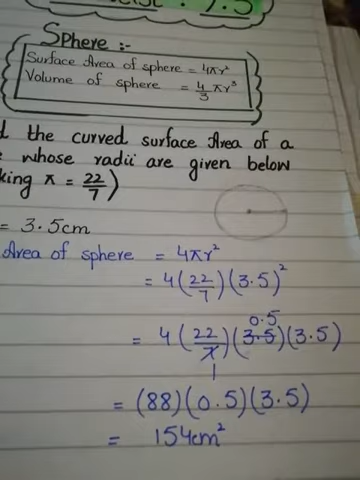 7.5
Sphere :-
Surface Area of sphere = 4πr²
Volume of sphere = 4/3 πr³
the curved surface Area of a
whose radii are given below
π = 22/7)
= 3.5cm
Area of sphere = 4πr²
= 4(22/7)(3.5)²
0.5
= 4(22/7)(3.5)(3.5)
1
= (88)(0.5)(3.5)
= 154cm²